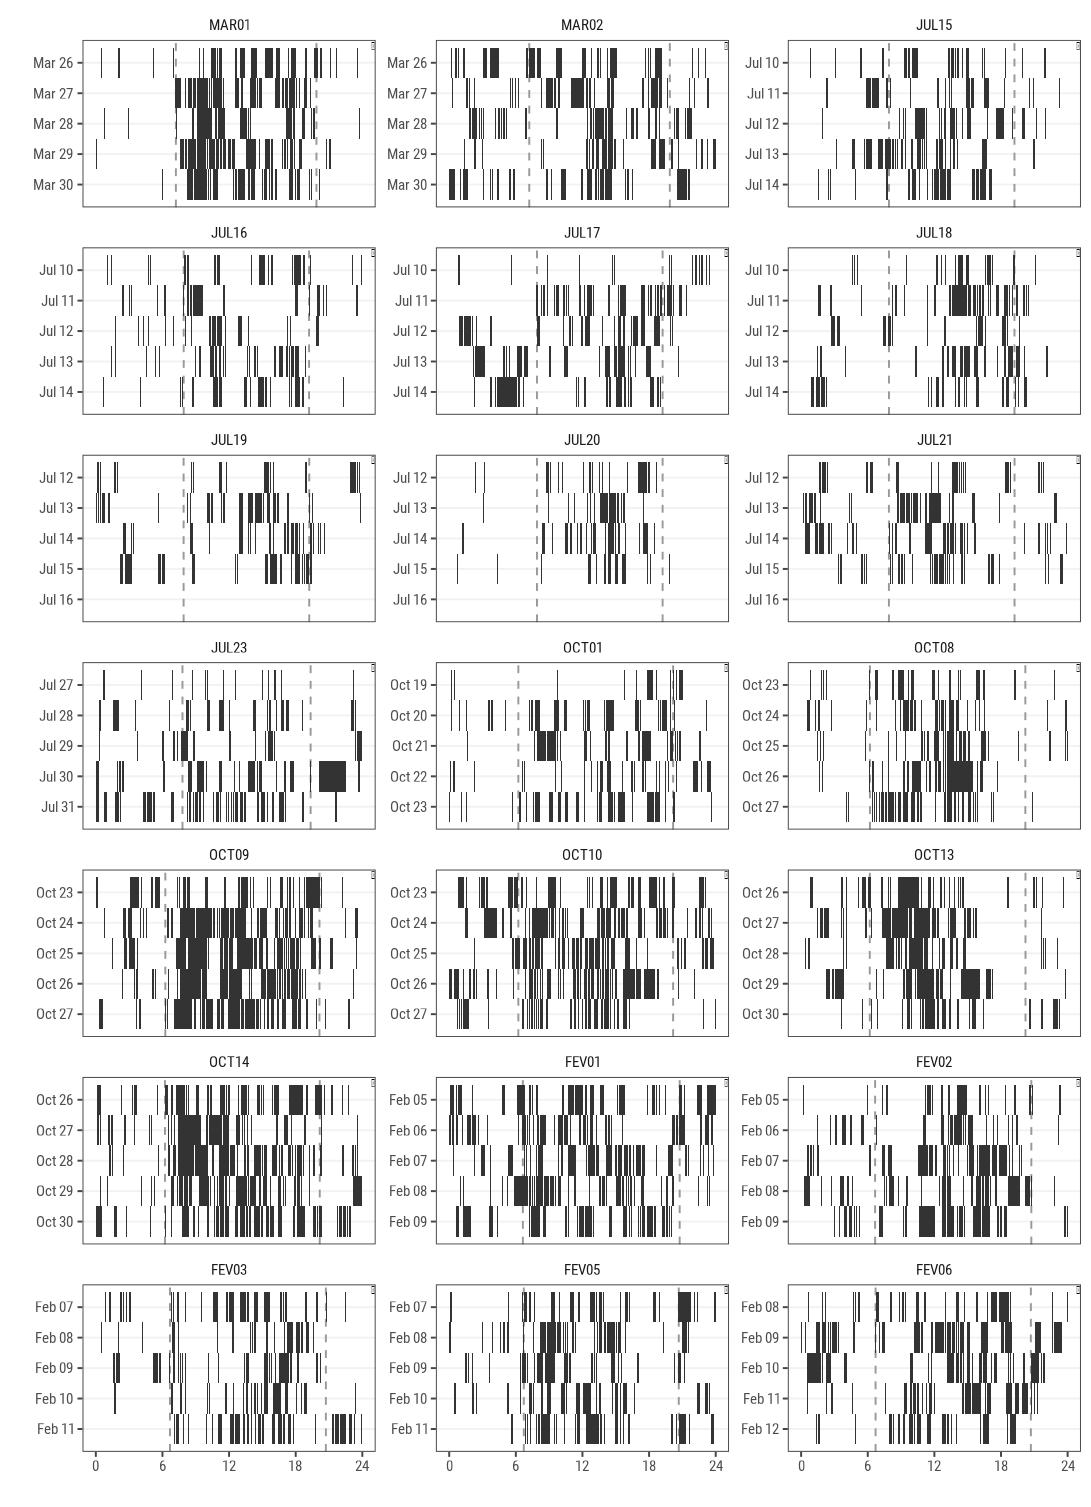 MAR01 MAR02 JUL15
Mar 26 Mar 26 Jul 10
Mar 27 Mar 27 Jul 11
Mar 28 Mar 28 Jul 12
Mar 29 Mar 29 Jul 13
Mar 30 Mar 30 Jul 14
JUL16 JUL17 JUL18
Jul 10 Jul 10 Jul 10
Jul 11 Jul 11 Jul 11
Jul 12 Jul 12 Jul 12
Jul 13 Jul 13 Jul 13
Jul 14 Jul 14 Jul 14
JUL19 JUL20 JUL21
Jul 12 Jul 12 Jul 12
Jul 13 Jul 13 Jul 13
Jul 14 Jul 14 Jul 14
Jul 15 Jul 15 Jul 15
Jul 16 Jul 16 Jul 16
JUL23 OCT01 OCT08
Jul 27 Oct 19 Oct 23
Jul 28 Oct 20 Oct 24
Jul 29 Oct 21 Oct 25
Jul 30 Oct 22 Oct 26
Jul 31 Oct 23 Oct 27
OCT09 OCT10 OCT13
Oct 23 Oct 23 Oct 26
Oct 24 Oct 24 Oct 27
Oct 25 Oct 25 Oct 28
Oct 26 Oct 26 Oct 29
Oct 27 Oct 27 Oct 30
OCT14 FEV01 FEV02
Oct 26 Feb 05 Feb 05
Oct 27 Feb 06 Feb 06
Oct 28 Feb 07 Feb 07
Oct 29 Feb 08 Feb 08
Oct 30 Feb 09 Feb 09
FEV03 FEV05 FEV06
Feb 07 Feb 07 Feb 08
Feb 08 Feb 08 Feb 09
Feb 09 Feb 09 Feb 10
Feb 10 Feb 10 Feb 11
Feb 11 Feb 11 Feb 12
0 6 12 18 24 0 6 12 18 24 0 6 12 18 24